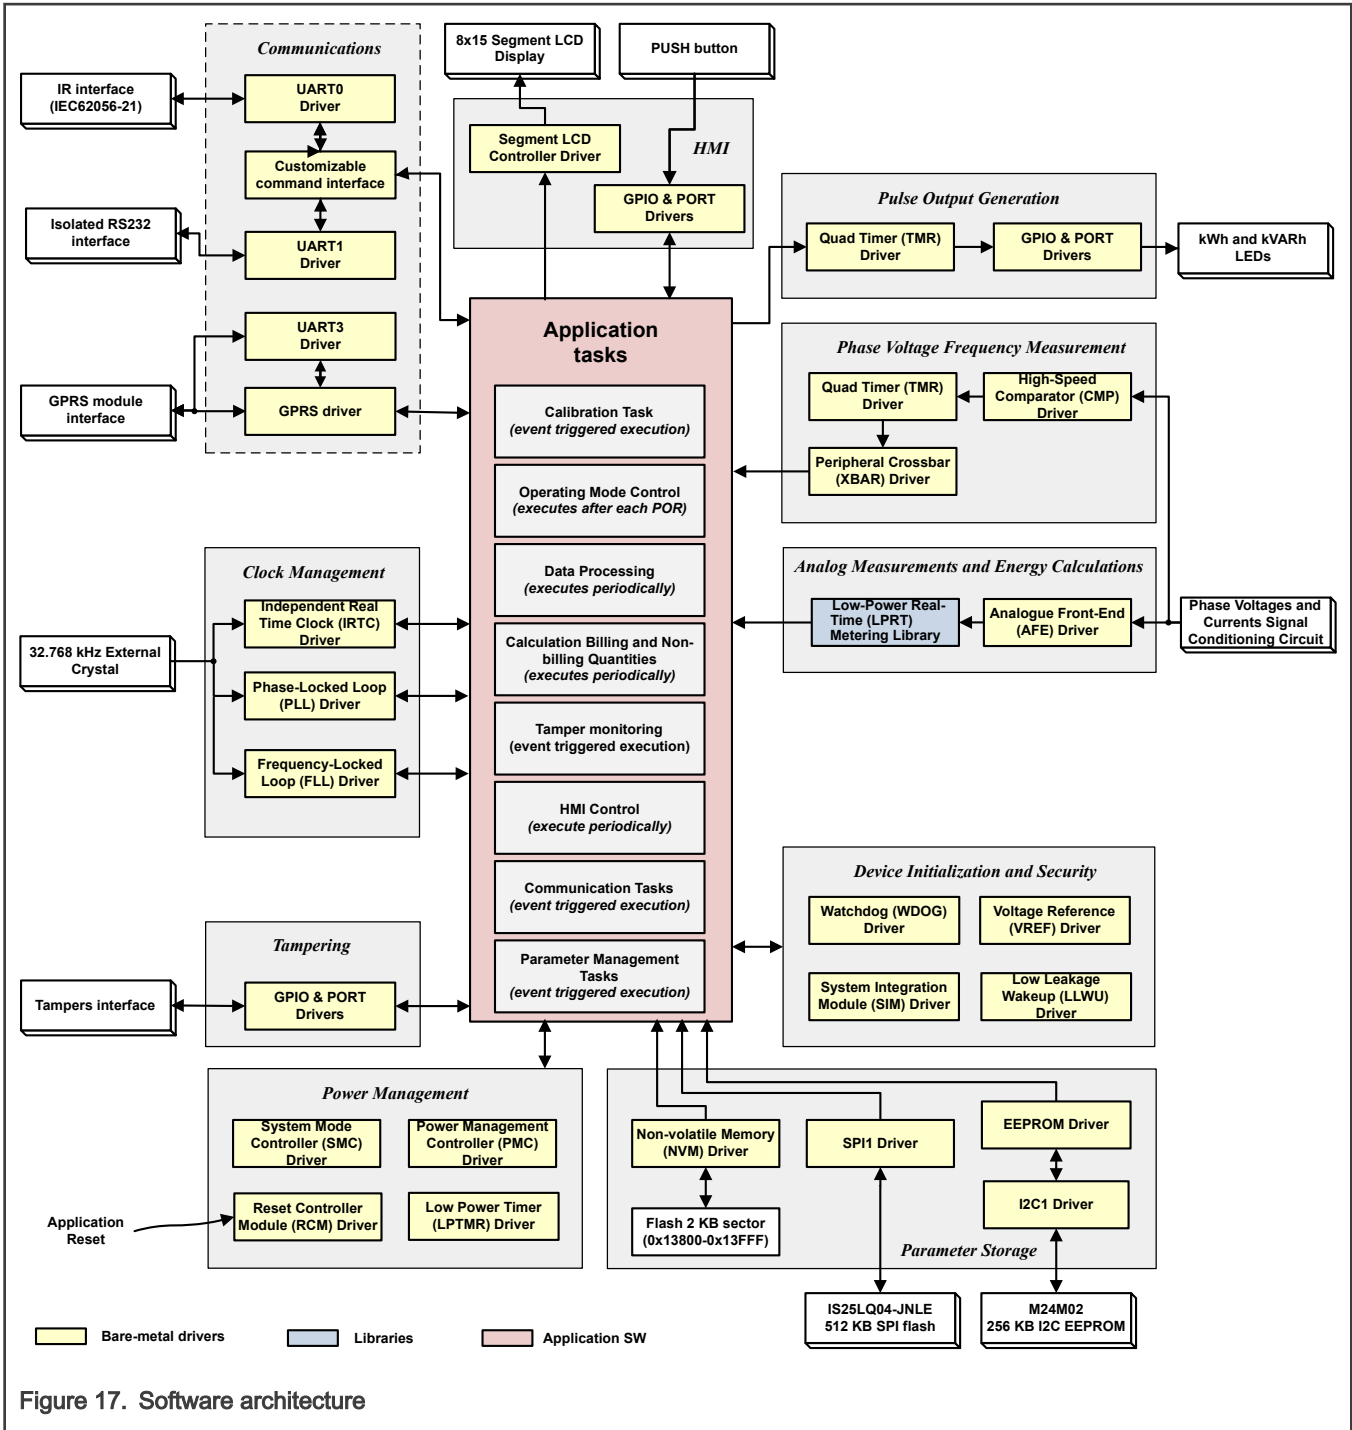 Communications
IR interface
(IEC62056-21)
UART0
Driver
Customizable
command interface
Isolated RS232
interface
UART1
Driver
UART3
Driver
GPRS module
interface
GPRS driver
8x15 Segment LCD
Display
PUSH button
Segment LCD
Controller Driver
HMI
GPIO & PORT
Drivers
Pulse Output Generation
Quad Timer (TMR)
Driver
GPIO & PORT
Drivers
kWh and kVARh
LEDs
Application
tasks
Calibration Task
(event triggered execution)
Operating Mode Control
(executes after each POR)
Data Processing
(executes periodically)
Calculation Billing and Non-
billing Quantities
(executes periodically)
Tamper monitoring
(event triggered execution)
HMI Control
(execute periodically)
Communication Tasks
(event triggered execution)
Parameter Management
Tasks
(event triggered execution)
Phase Voltage Frequency Measurement
Quad Timer (TMR)
Driver
High-Speed
Comparator (CMP)
Driver
Peripheral Crossbar
(XBAR) Driver
Analog Measurements and Energy Calculations
Low-Power Real-
Time (LPRT)
Metering Library
Analogue Front-End
(AFE) Driver
Phase Voltages and
Currents Signal
Conditioning Circuit
Clock Management
Independent Real
Time Clock (IRTC)
Driver
32.768 kHz External
Crystal
Phase-Locked Loop
(PLL) Driver
Frequency-Locked
Loop (FLL) Driver
Device Initialization and Security
Watchdog (WDOG)
Driver
Voltage Reference
(VREF) Driver
System Integration
Module (SIM) Driver
Low Leakage
Wakeup (LLWU)
Driver
Tampering
Tampers interface
GPIO & PORT
Drivers
Power Management
System Mode
Controller (SMC)
Driver
Power Management
Controller (PMC)
Driver
Reset Controller
Module (RCM) Driver
Low Power Timer
(LPTMR) Driver
Application
Reset
Non-volatile Memory
(NVM) Driver
SPI1 Driver
EEPROM Driver
I2C1 Driver
Flash 2 KB sector
(0x13800-0x13FFF)
Parameter Storage
IS25LQ04-JNLE
512 KB SPI flash
M24M02
256 KB I2C EEPROM
Bare-metal drivers
Libraries
Application SW
Figure 17. Software architecture